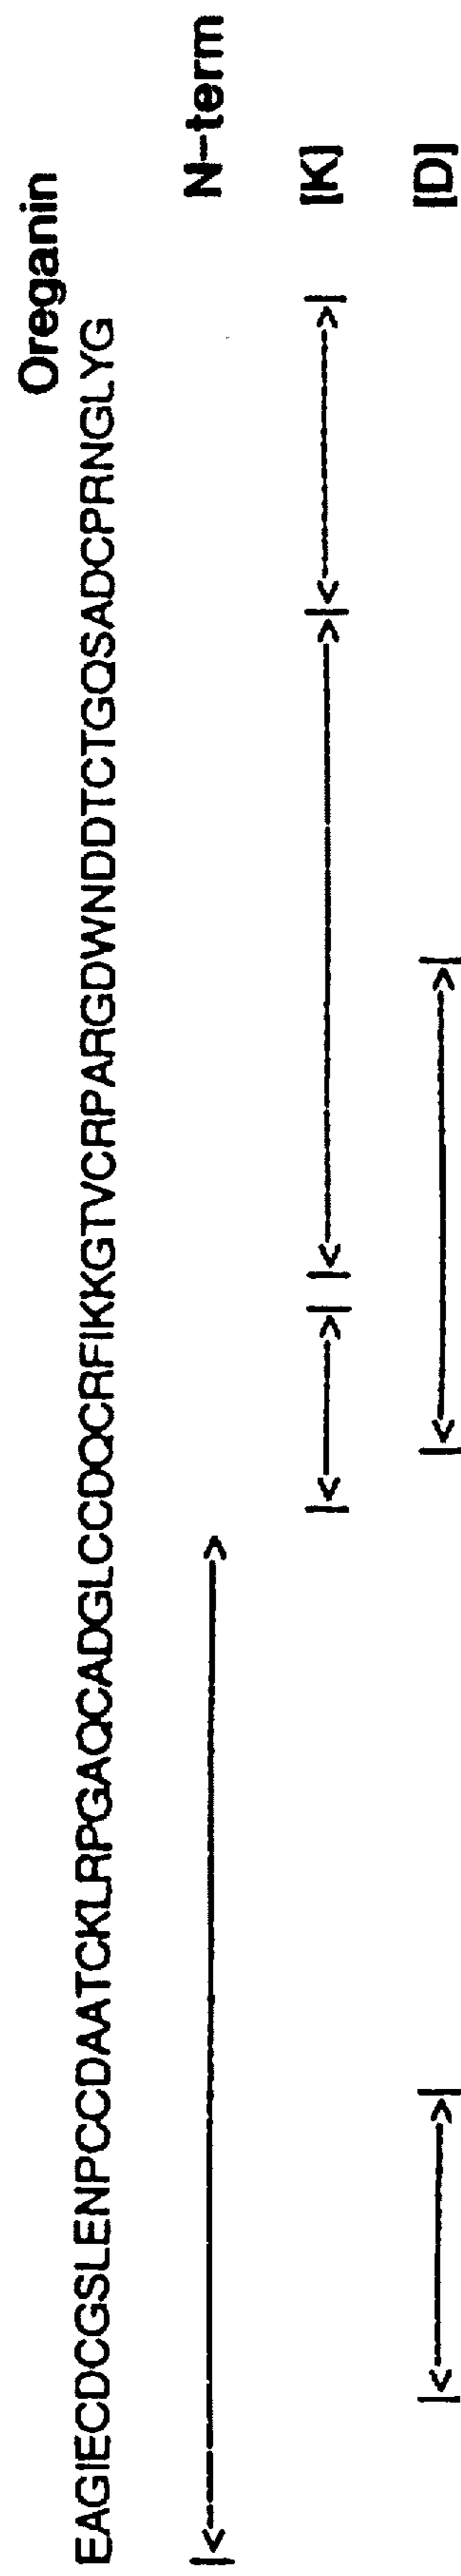 Oreganin
EAGIECDCGSLENPCCDAATCKLRPGAQCADGLCCDQCRFIKKGTVCRPARGDWNDDTCTGQSADCPRNGLYG
N-term
[K]
[D]